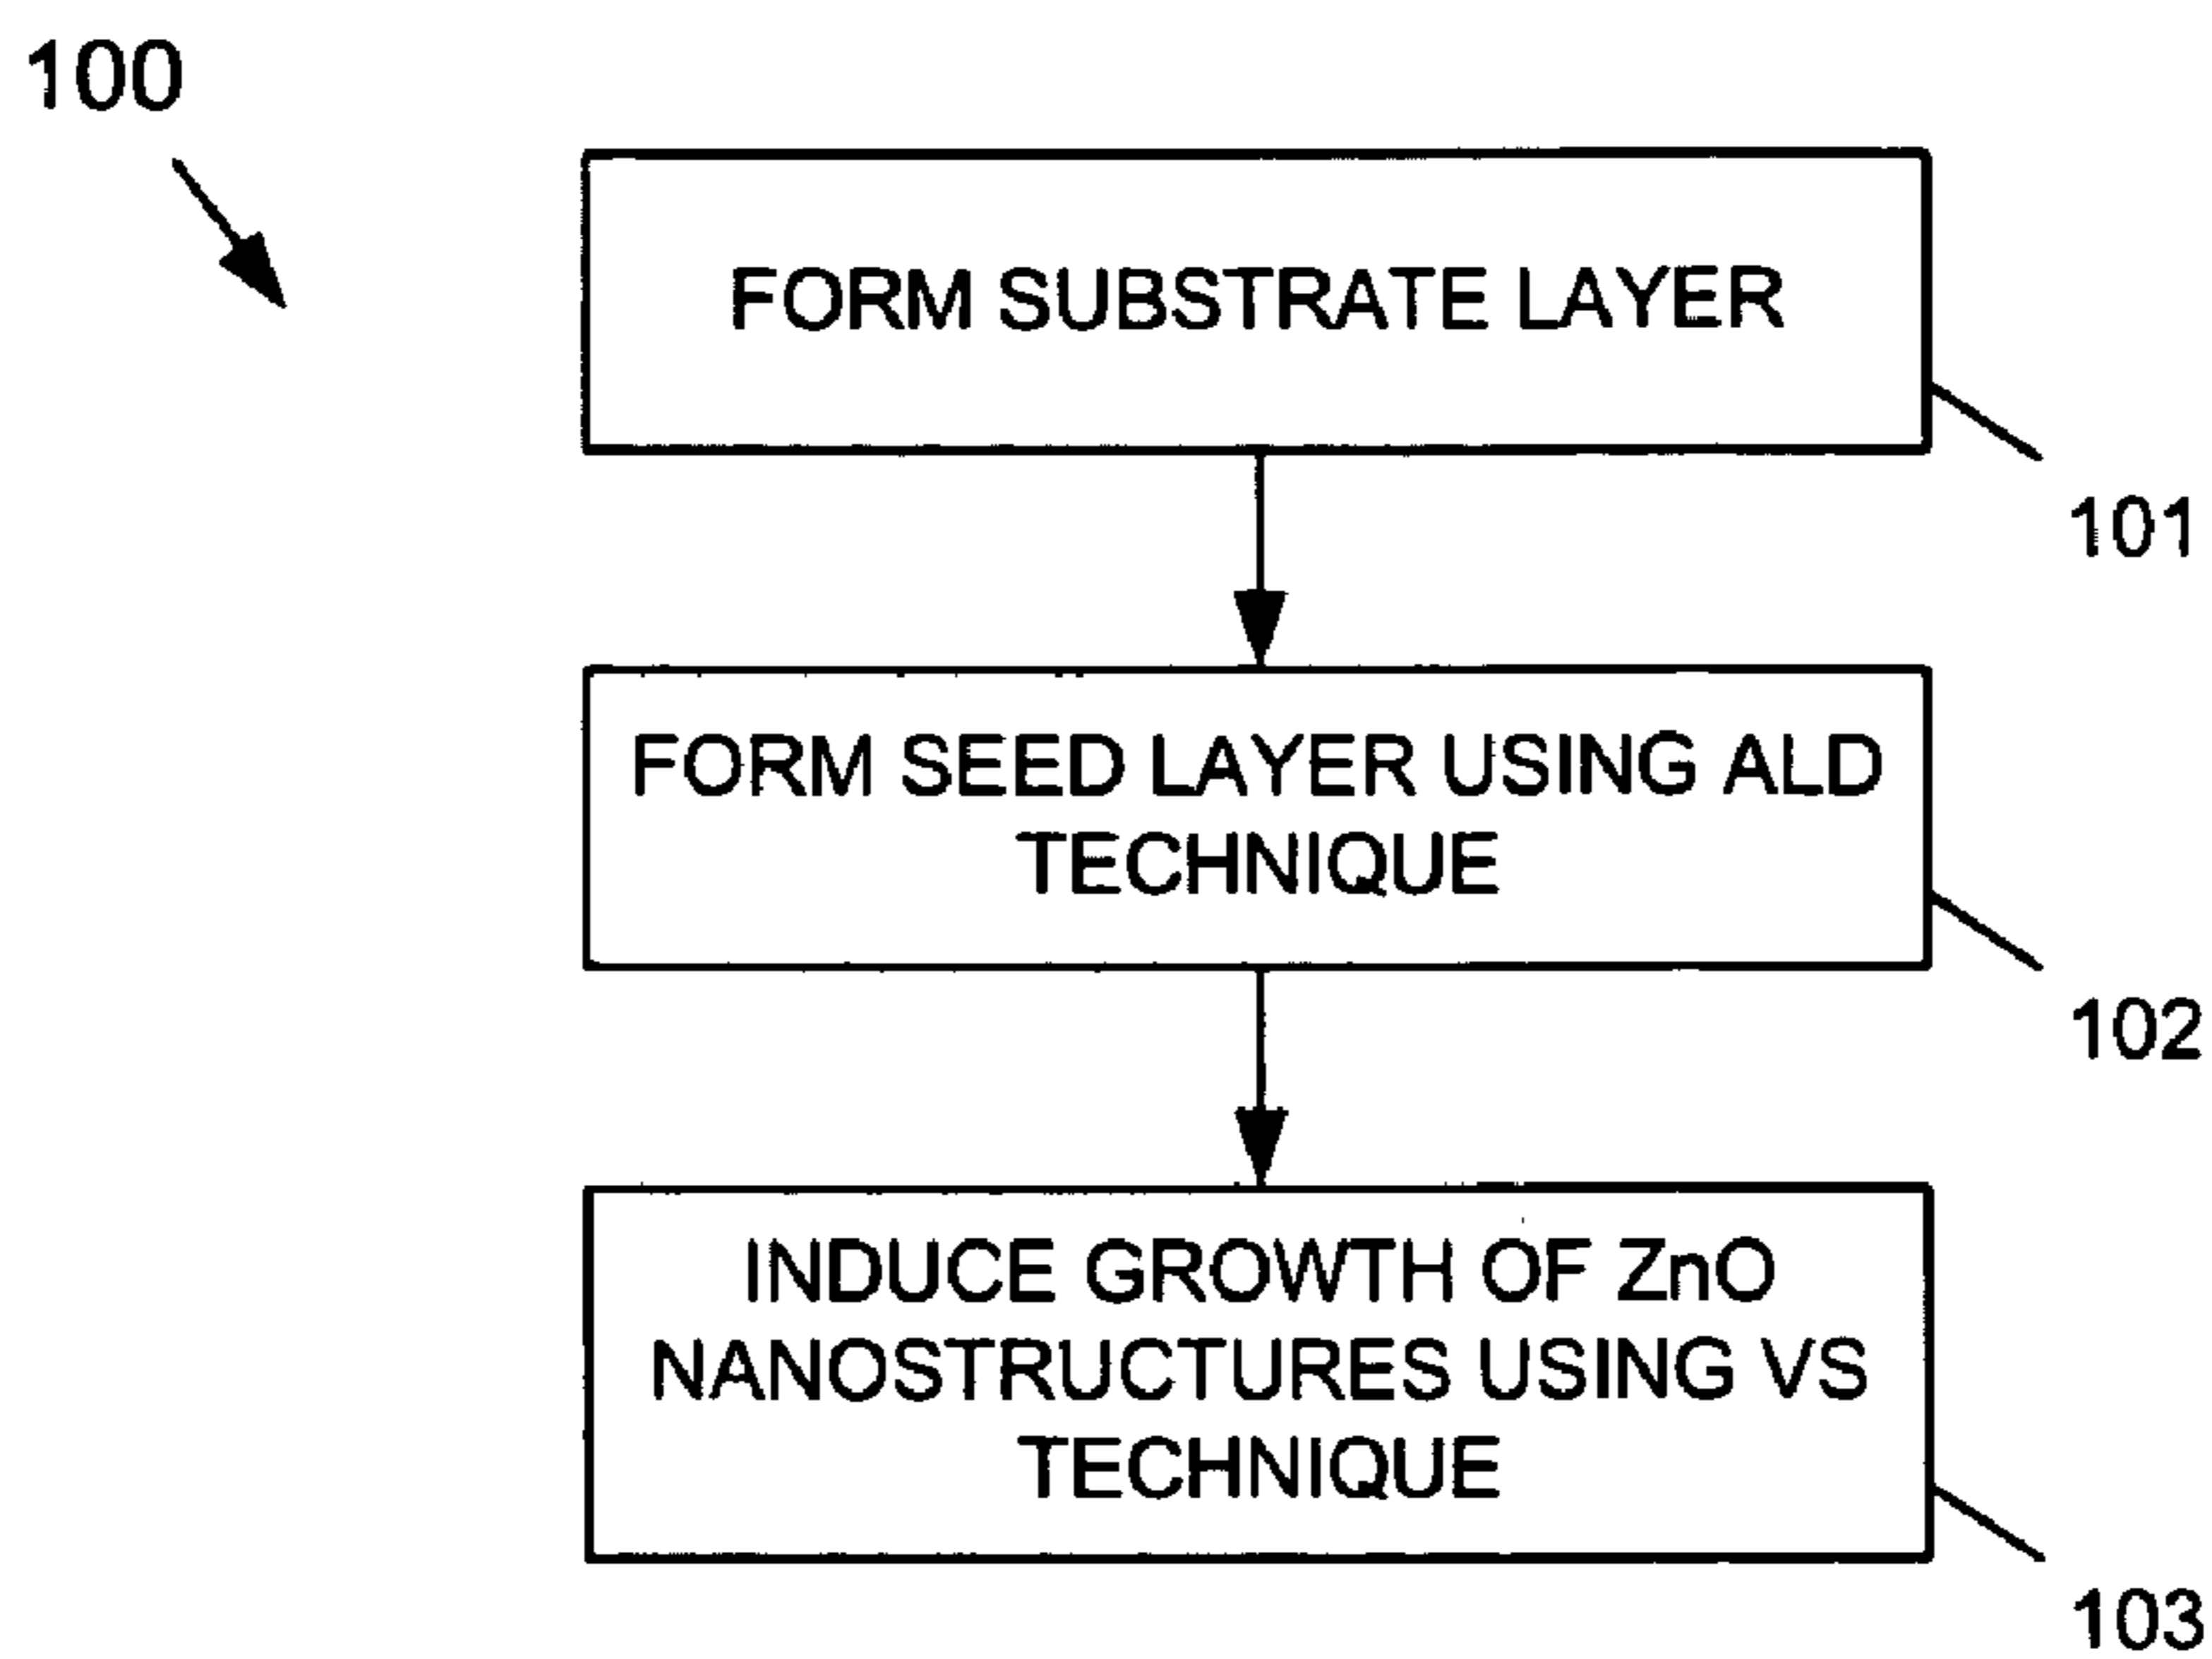 100
FORM SUBSTRATE LAYER
101
FORM SEED LAYER USING ALD
TECHNIQUE
102
INDUCE GROWTH OF ZnO
NANOSTRUCTURES USING VS
TECHNIQUE
103